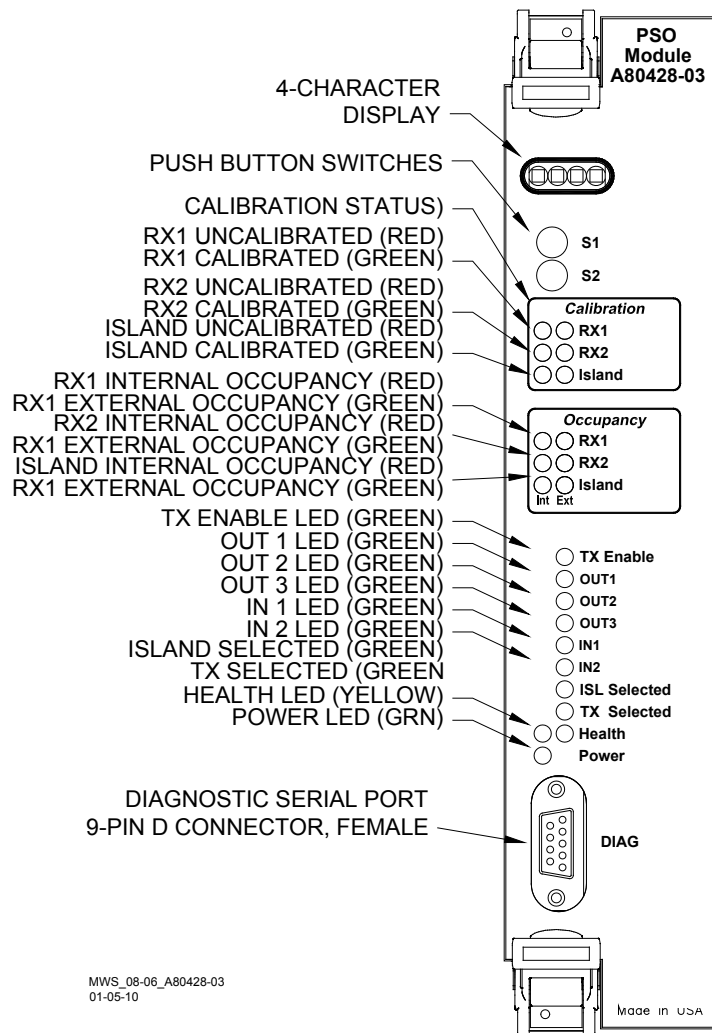 PSO
Module
A80428-03
4-CHARACTER
DISPLAY
PUSH BUTTON SWITCHES
CALIBRATION STATUS)
RX1 UNCALIBRATED (RED)
RX1 CALIBRATED (GREEN)
RX2 UNCALIBRATED (RED)
RX2 CALIBRATED (GREEN)
ISLAND UNCALIBRATED (RED)
ISLAND CALIBRATED (GREEN)
RX1 INTERNAL OCCUPANCY (RED)
RX1 EXTERNAL OCCUPANCY (GREEN)
RX2 INTERNAL OCCUPANCY (RED)
RX1 EXTERNAL OCCUPANCY (GREEN)
ISLAND INTERNAL OCCUPANCY (RED)
RX1 EXTERNAL OCCUPANCY (GREEN)
TX ENABLE LED (GREEN)
OUT 1 LED (GREEN)
OUT 2 LED (GREEN)
OUT 3 LED (GREEN)
IN 1 LED (GREEN)
IN 2 LED (GREEN)
ISLAND SELECTED (GREEN)
TX SELECTED (GREEN
HEALTH LED (YELLOW)
POWER LED (GRN)
DIAGNOSTIC SERIAL PORT
9-PIN D CONNECTOR, FEMALE
S1
S2
Calibration
RX1
RX2
Island
Occupancy
RX1
RX2
Island
Int Ext
TX Enable
OUT1
OUT2
OUT3
IN1
IN2
ISL Selected
TX Selected
Health
Power
DIAG
MWS_08-06_A80428-03
01-05-10
Made in USA